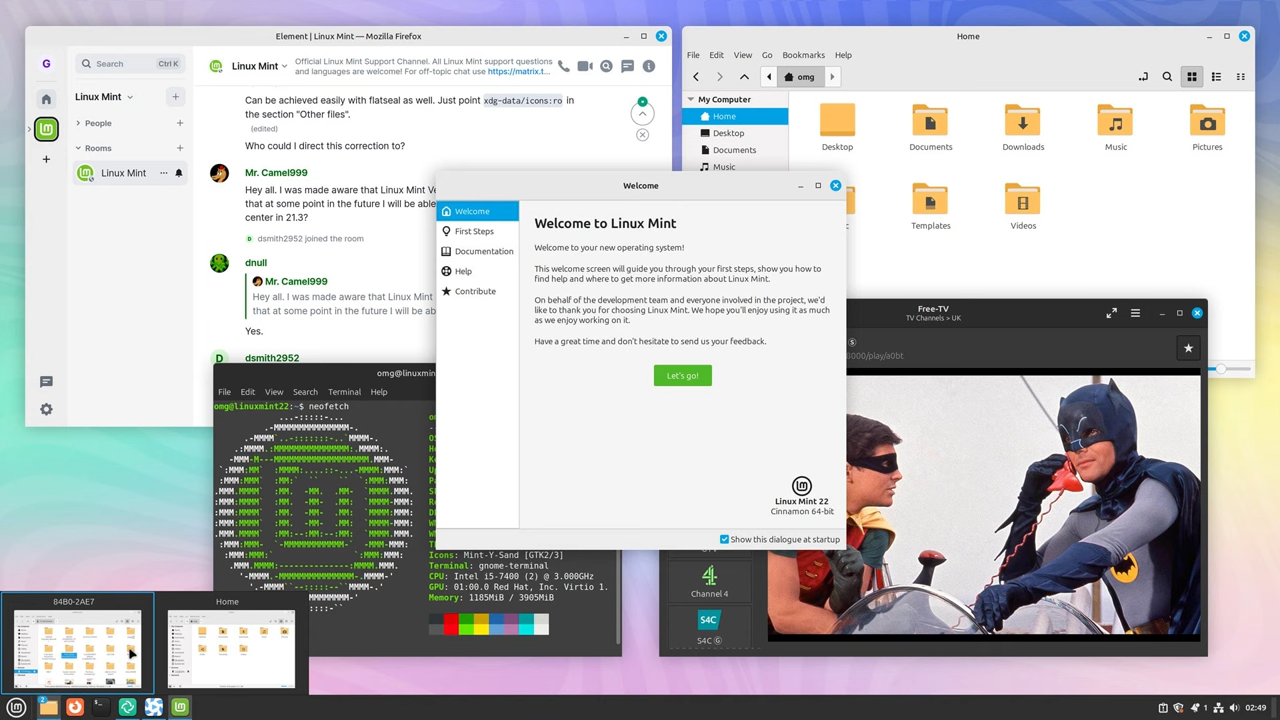 Element | Linux Mint — Mozilla Firefox
G
Search
Ctrl K
Linux Mint
People
Rooms
Linux Mint
Linux Mint
Official Linux Mint Support Channel. All Linux Mint support questions
and languages are welcome! For off-topic chat use https://matrix.t...
Can be achieved easily with flatseal as well. Just point xdg-data/icons:ro in
the section "Other files".
(edited)
Who could I direct this correction to?
Mr. Camel999
Hey all. I was made aware that Linux Mint Ve
that at some point in the future I will be able
center in 21.3?
D dsmith2952 joined the room
dnull
Mr. Camel999
Hey all. I was made aware that Linux Mint
that at some point in the future I will be ab
Yes.
D dsmith2952
Home
File Edit View Go Bookmarks Help
omg
My Computer
Home
Desktop
Documents
Music
Desktop
Documents
Downloads
Music
Pictures
Templates
Videos
Welcome
Welcome
First Steps
Documentation
Help
Contribute
Welcome to Linux Mint
Welcome to your new operating system!
This welcome screen will guide you through your first steps, show you how to
find help and where to get more information about Linux Mint.
On behalf of the development team and everyone involved in the project, we'd
like to thank you for choosing Linux Mint. We hope you'll enjoy using it as much
as we enjoy working on it.
Have a great time and don't hesitate to send us your feedback.
Let's go!
Linux Mint 22
Cinnamon 64-bit
Show this dialogue at startup
omg@linuxmin
File Edit View Search Terminal Help
omg@linuxmint22:~$ neofetch
Icons: Mint-Y-Sand [GTK2/3]
Terminal: gnome-terminal
CPU: Intel i5-7400 (2) @ 3.000GHz
GPU: 01:00.0 Red Hat, Inc. Virtio 1.
Memory: 1185MiB / 3905MiB
Free-TV
TV Channels > UK
0000/play/a0bt
4
Channel 4
S4C
S4C Ⓖ
84B0-2AE7
Home
1
02:49